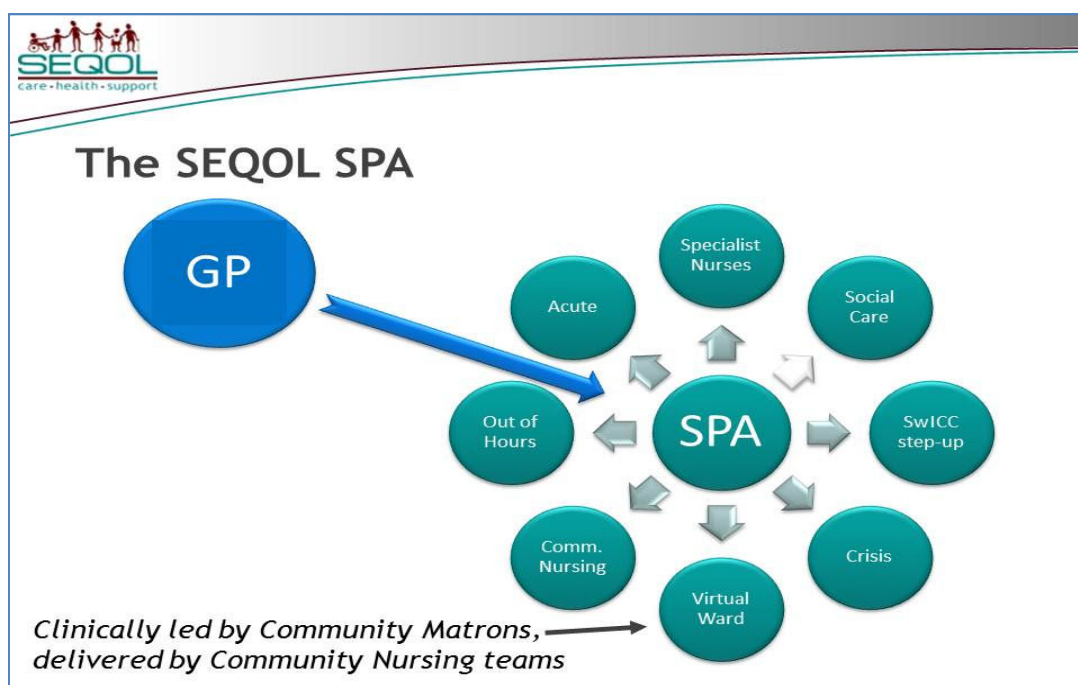 SEQOL
care•health•support
The SEQOL SPA
GP
Specialist
Nurses
Acute
Social
Care
Out of
Hours
SPA
SwICC
step-up
Comm.
Nursing
Crisis
Virtual
Ward
Clinically led by Community Matrons,
delivered by Community Nursing teams